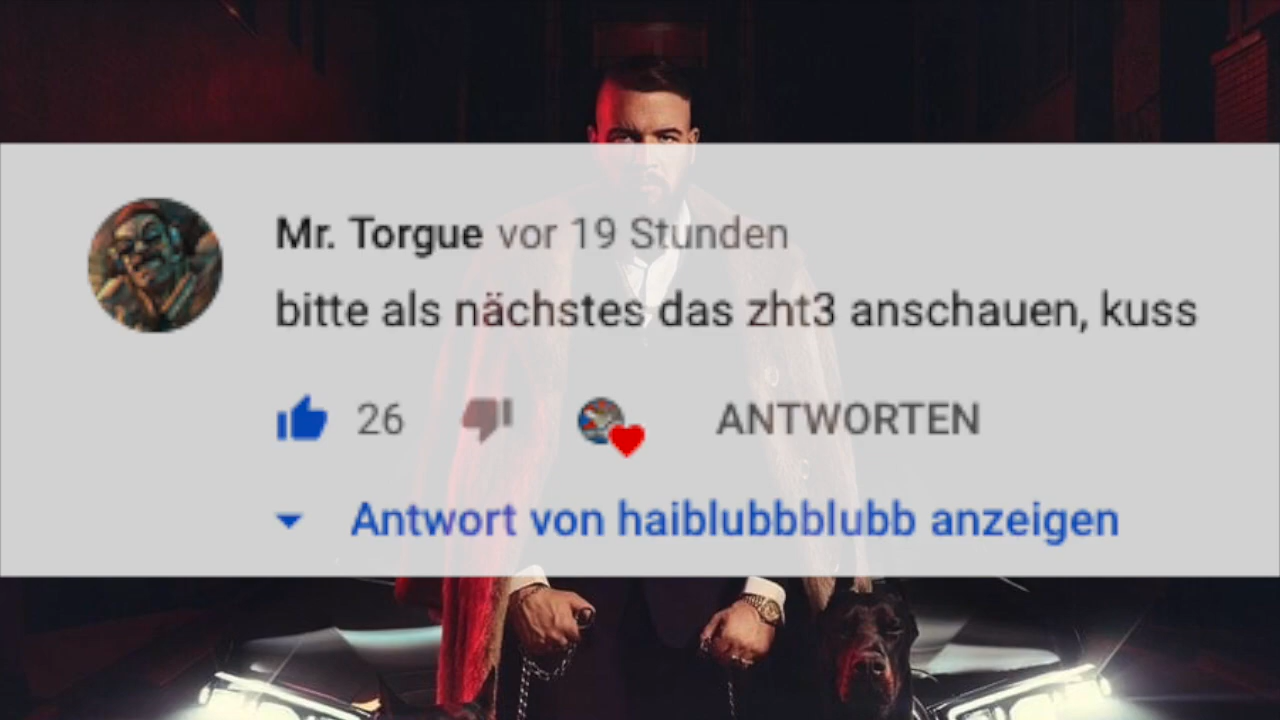 Mr. Torgue vor 19 Stunden
bitte als nächstes das zht3 anschauen, kuss
26 ANTWORTEN
Antwort von haiblubbblubb anzeigen